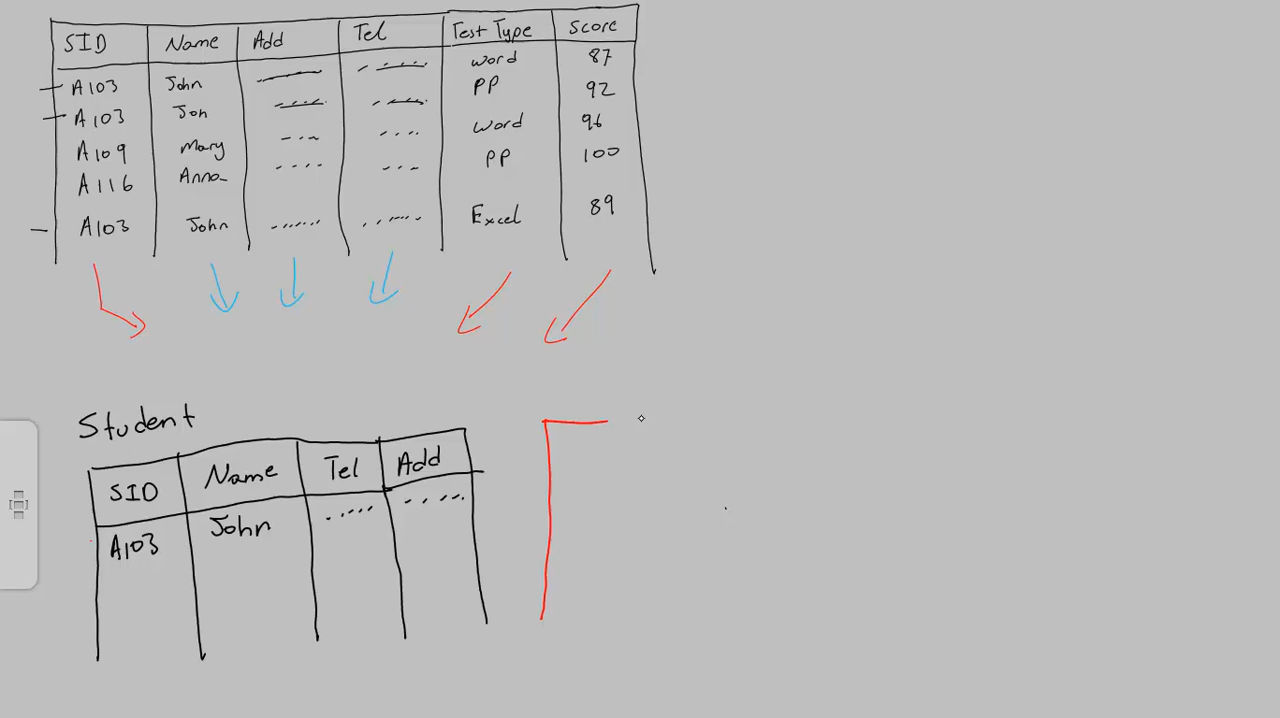 SID Name Add Tel Test Type Score
A103 John word 87
A103 Jon PP 92
A109 Mary word 96
A116 Anna PP 100
A103 John Excel 89
Student
SID Name Tel Add
A103 John